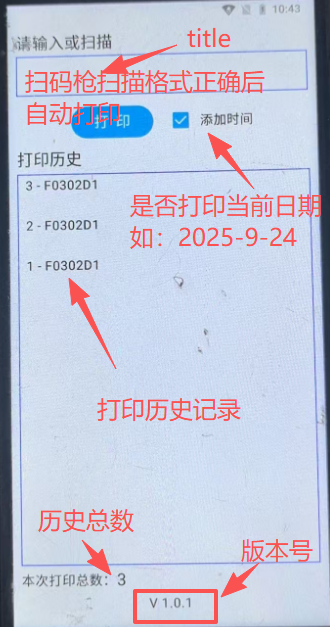 10:43
请输入或扫描
title
扫码枪扫描格式正确后
自动打印
打印
添加时间
打印历史
3 - F0302D1
是否打印当前日期
如：2025-9-24
2 - F0302D1
1 - F0302D1
打印历史记录
历史总数
版本号
本次打印总数：3
V 1.0.1